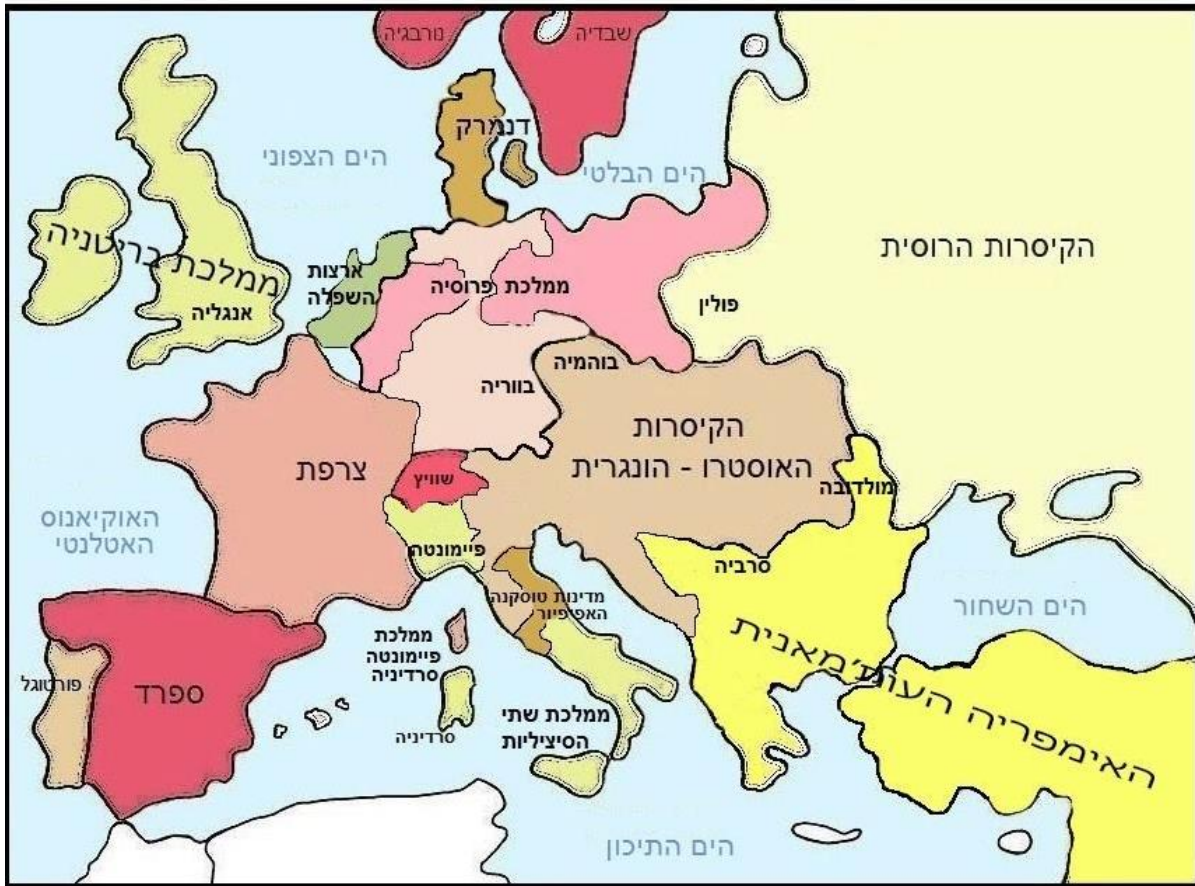 נורבגיה
שבדיה
דנמרק
הים הצפוני
הים הבלטי
ממלכת בריטניה
אנגליה
ארצות
השפלה
ממלכת
פרוסיה
פולין
הקיסרות הרוסית
בוהמיה
בווריה
הקיסרות
האוסטרו - הונגרית
מולדובה
צרפת
שוויץ
האוקיאנוס
האטלנטי
פיימונטה
סרביה
הים השחור
מדינות טוסקנה
האפיפיור
ממלכת
פיימונטה
סרדיניה
סרדיניה
ממלכת שתי
הסיציליות
פורטוגל
ספרד
האימפריה העות'מאנית
הים התיכון